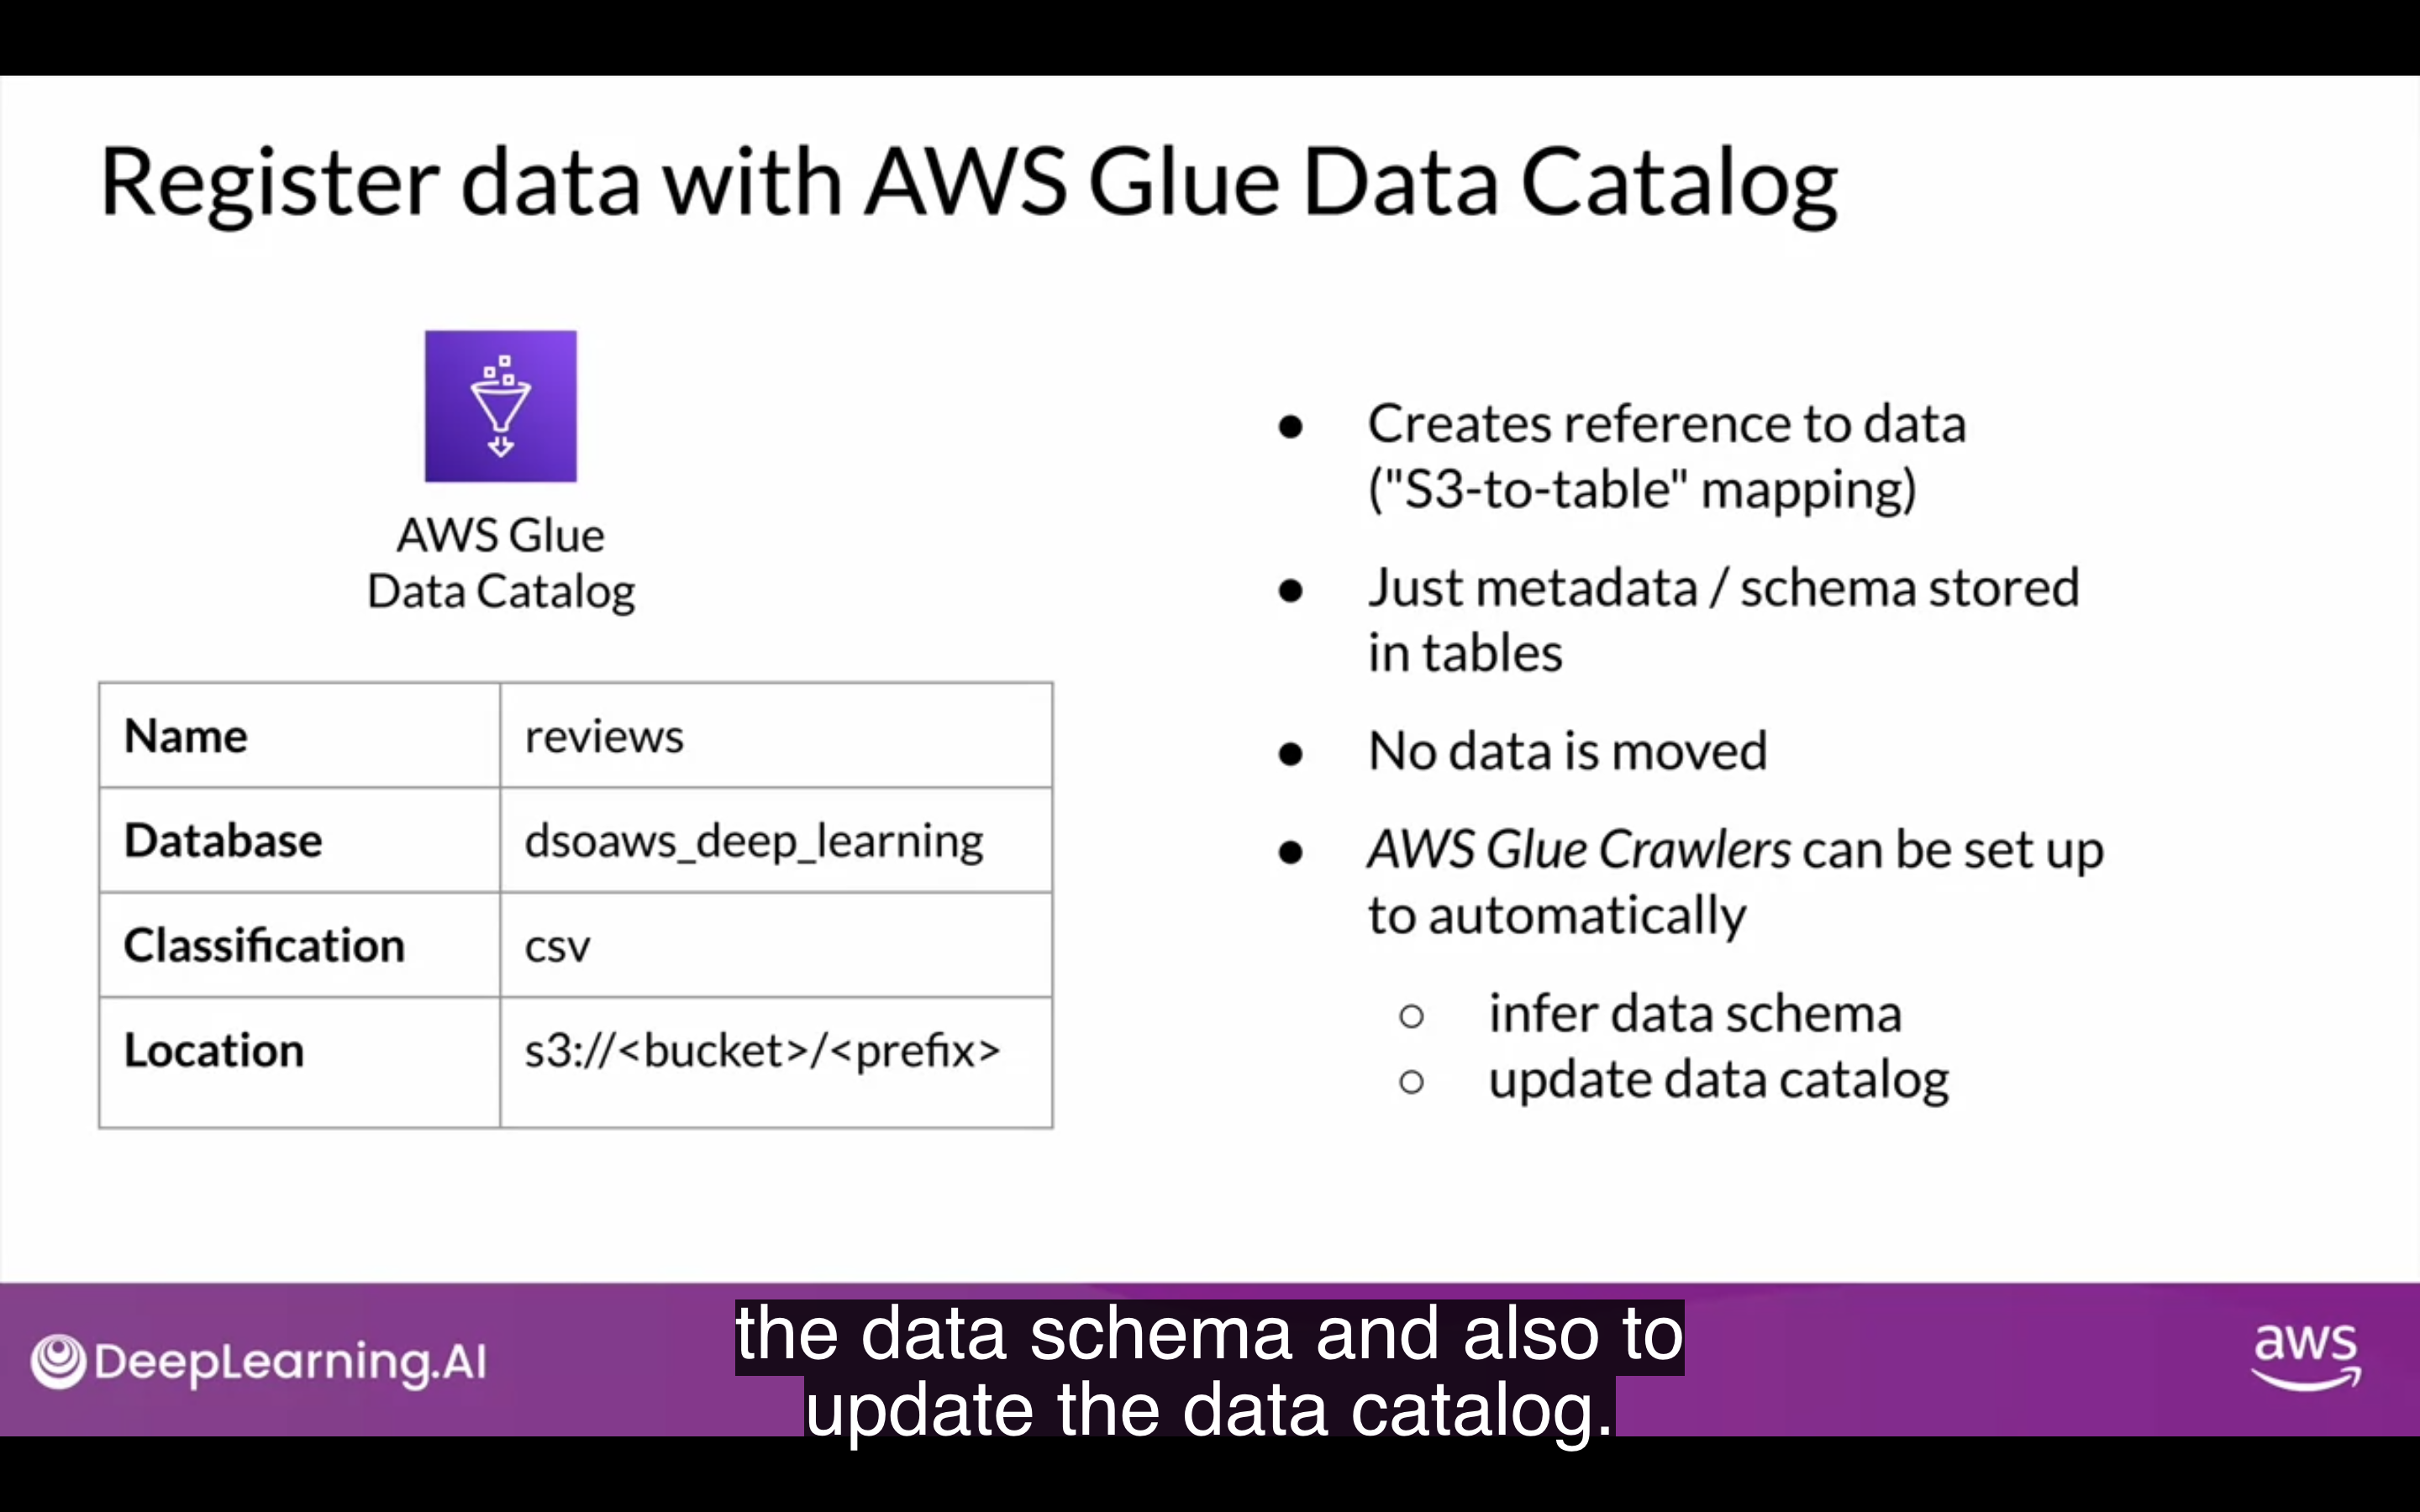 Register data with AWS Glue Data Catalog
AWS Glue
Data Catalog
Name reviews
Database dsoaws_deep_learning
Classification csv
Location s3://<bucket>/<prefix>
● Creates reference to data
("S3-to-table" mapping)
● Just metadata / schema stored
in tables
● No data is moved
● AWS Glue Crawlers can be set up
to automatically
○ infer data schema
○ update data catalog
DeepLearning.AI
the data schema and also to
update the data catalog.
aws